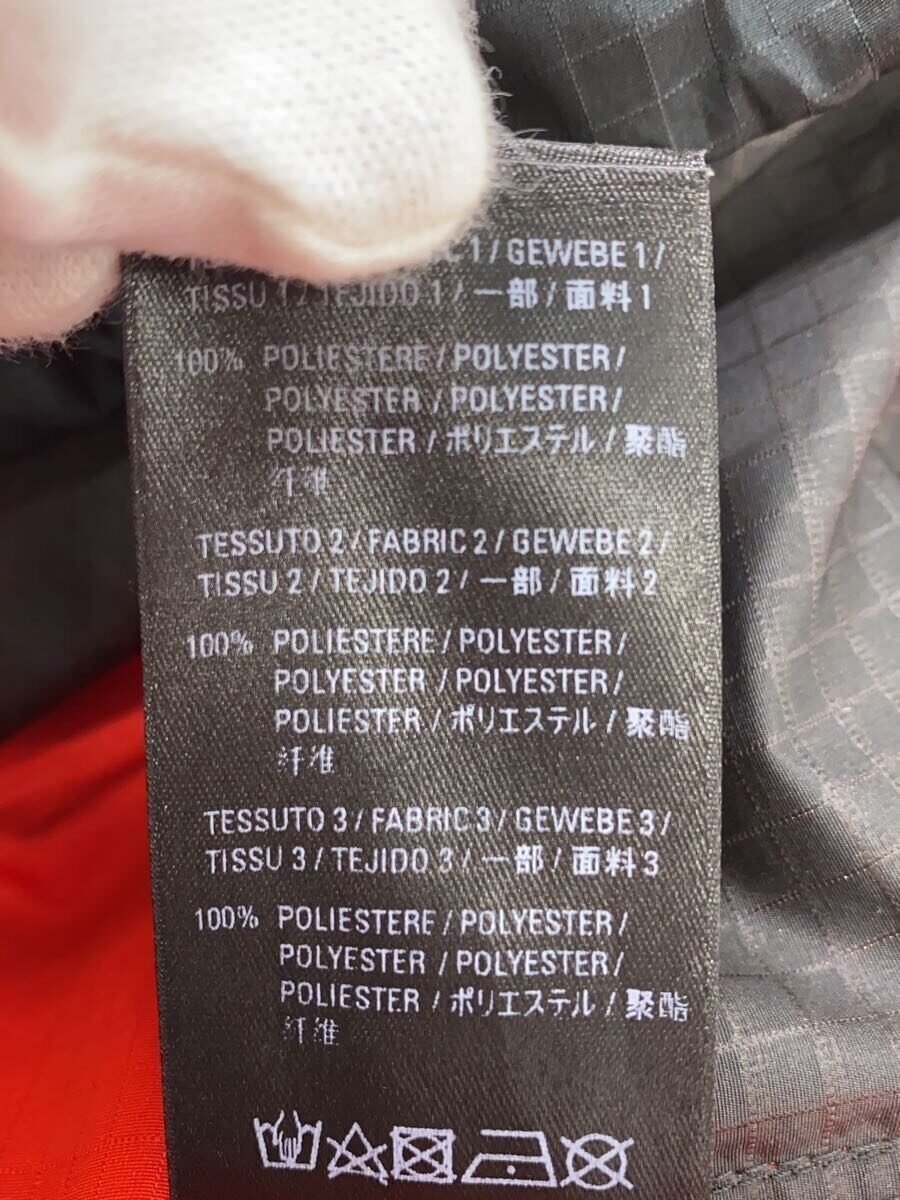 1/GEWEBE 1/
TISSU 1/TEJIDO 1/一部/面料1
100% POLIESTERE/POLYESTER/
POLYESTER/POLYESTER/
POLIESTER/ポリエステル/聚酯
纤维
TESSUTO 2/FABRIC 2/GEWEBE 2/
TISSU 2/TEJIDO 2/一部/面料2
100% POLIESTERE/POLYESTER/
POLYESTER/POLYESTER/
POLIESTER/ポリエステル/聚酯
纤维
TESSUTO 3/FABRIC 3/GEWEBE 3/
TISSU 3/TEJIDO 3/一部/面料3
100% POLIESTERE/POLYESTER/
POLYESTER/POLYESTER/
POLIESTER/ポリエステル/聚酯
纤维